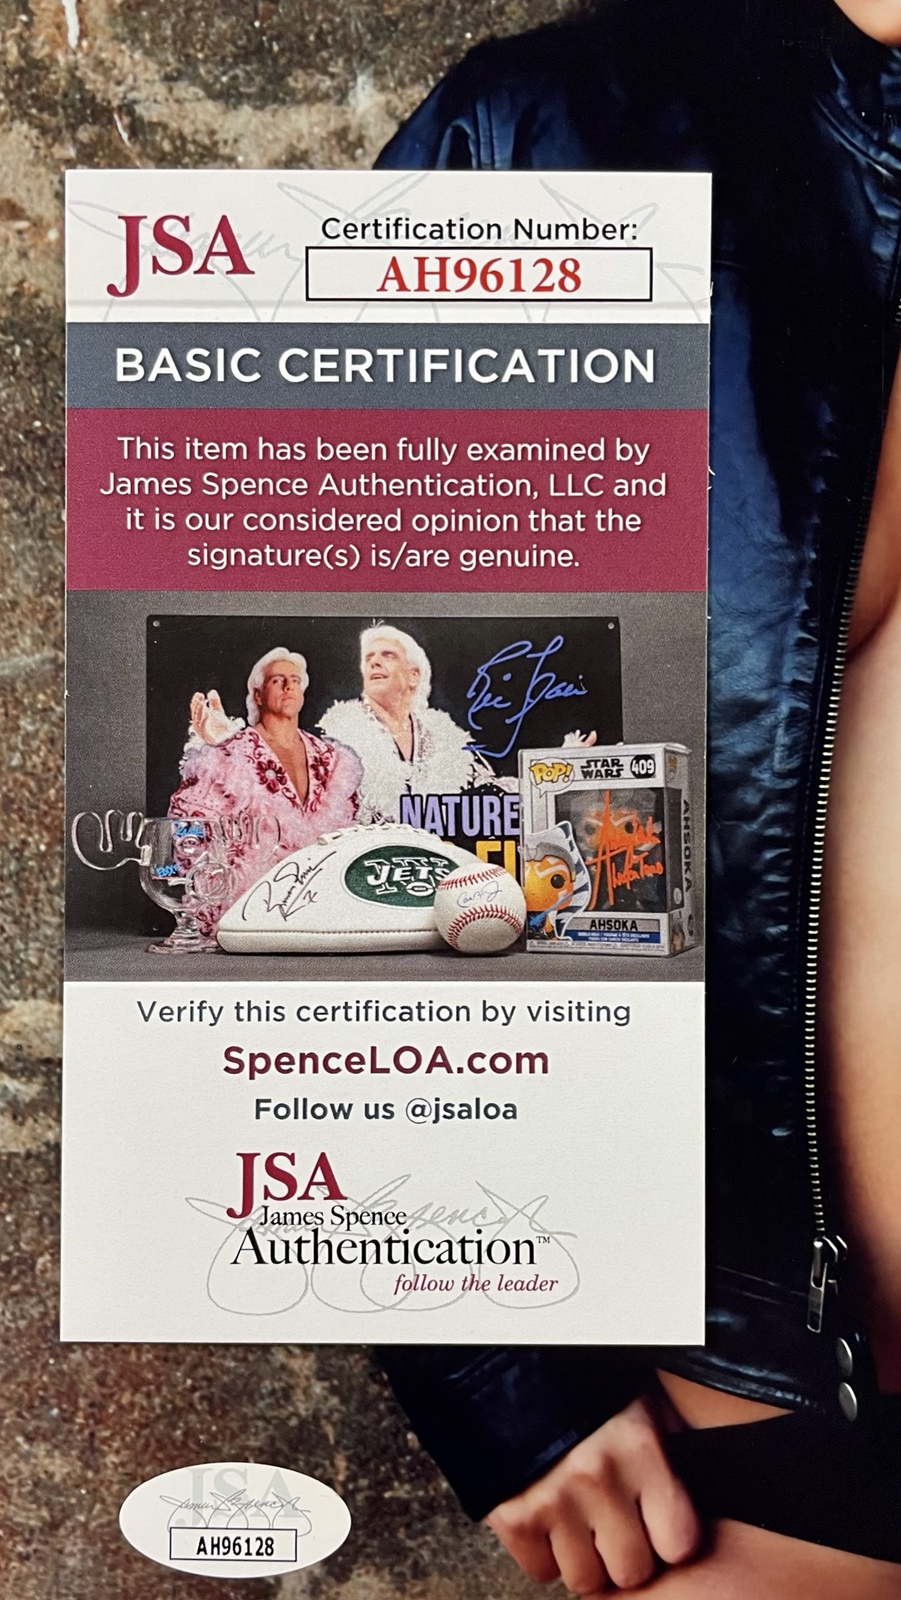 JSA
Certification Number:
AH96128
BASIC CERTIFICATION
This item has been fully examined by
James Spence Authentication, LLC and
it is our considered opinion that the
signature(s) is/are genuine.
Ric Flair
POP!
STAR
WARS
409
NATURE
JETS
AHSOKA
AHSOKA
Verify this certification by visiting
SpenceLOA.com
Follow us @jsaloa
JSA
James Spence
Authentication™
follow the leader
JSA
AH96128